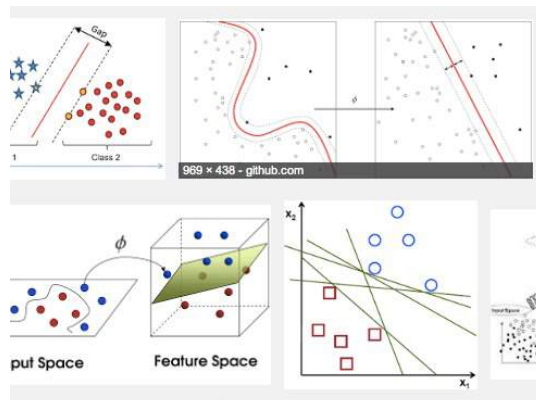 Gap
1
Class 2
ϕ
969 × 438 - github.com
ϕ
put Space
Feature Space
x₂
x₁
Input Space